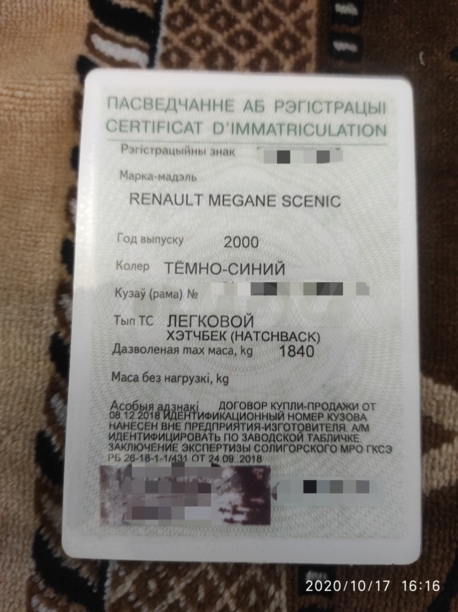 ПАСВЕДЧАННЕ АБ РЭГІСТРАЦЫІ
CERTIFICAT D'IMMATRICULATION
Рэгістрацыйны знак
Марка-мадэль
RENAULT MEGANE SCENIC
Год выпуску 2000
Колер ТЁМНО-СИНИЙ
Кузаў (рама) №
Тып ТС ЛЕГКОВОЙ
ХЭТЧБЕК (HATCHBACK)
Дазволеная max маса, kg 1840
Маса без нагрузкі, kg
Асобыя адзнакі ДОГОВОР КУПЛИ-ПРОДАЖИ ОТ
08.12.2018 ИДЕНТИФИКАЦИОННЫЙ НОМЕР КУЗОВА
НАНЕСЕН ВНЕ ПРЕДПРИЯТИЯ-ИЗГОТОВИТЕЛЯ. А/М
ИДЕНТИФИЦИРОВАТЬ ПО ЗАВОДСКОЙ ТАБЛИЧКЕ.
ЗАКЛЮЧЕНИЕ ЭКСПЕРТИЗЫ СОЛИГОРСКОГО МРО ГКСЭ
РБ 26-18-1-1/431 ОТ 24.09..2018
2020/10/17 16:16